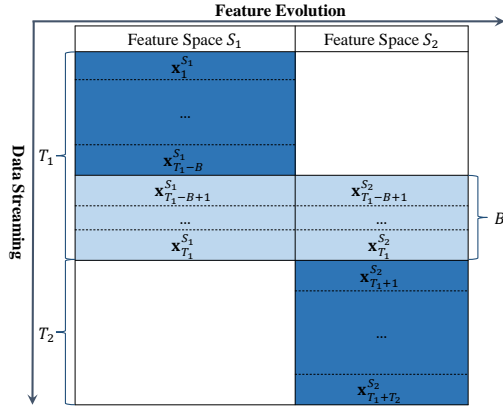 Feature Evolution
Feature Space S₁ Feature Space S₂
x₁^{S₁}
...
x_{T₁−B}^{S₁}
x_{T₁−B+1}^{S₁} x_{T₁−B+1}^{S₂}
... ...
x_{T₁}^{S₁} x_{T₁}^{S₂}
x_{T₁+1}^{S₂}
...
x_{T₁+T₂}^{S₂}
T₁
T₂
B
Data Streaming